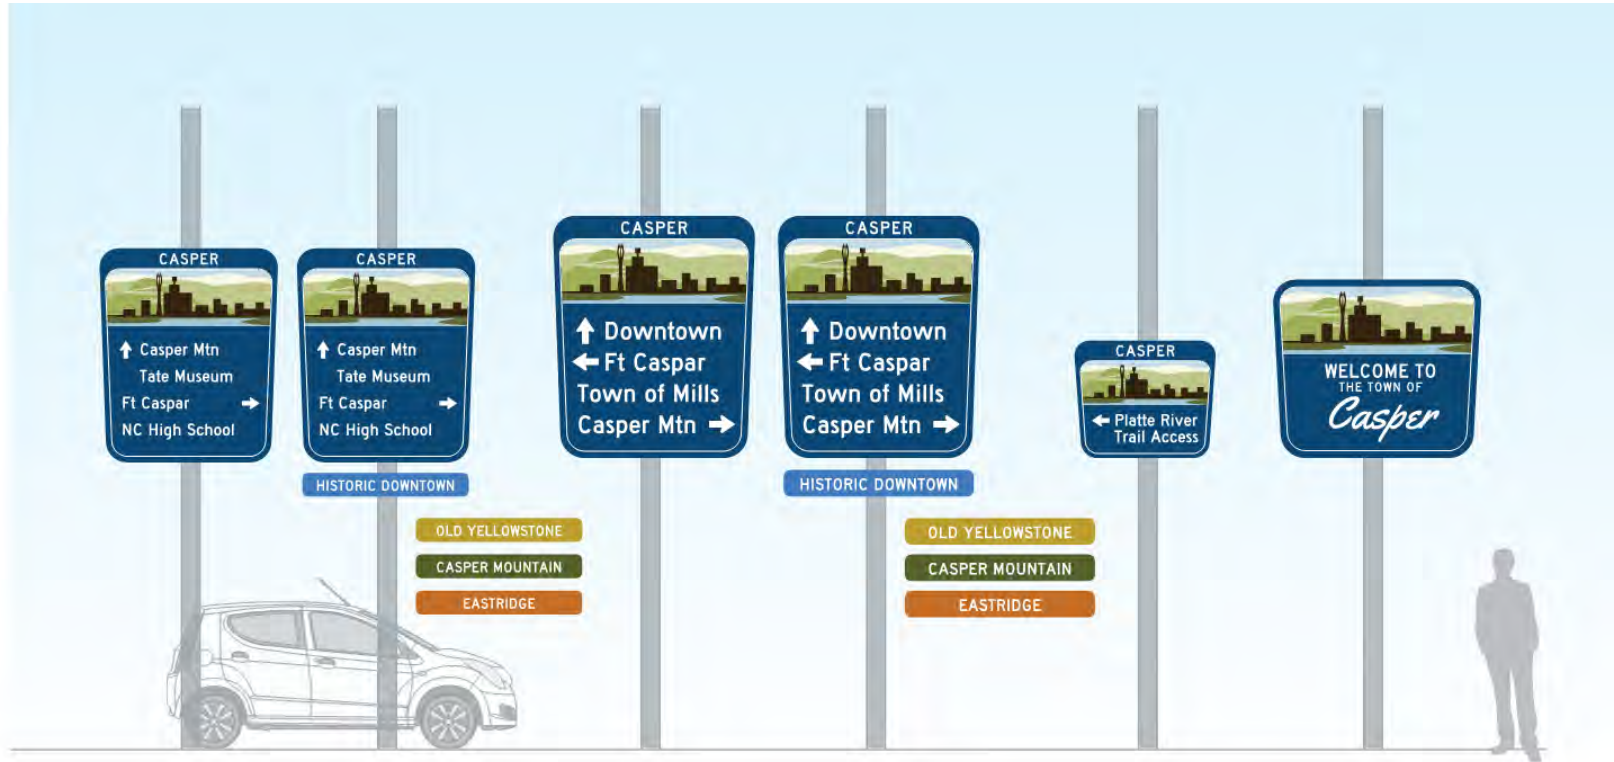 CASPER
↑ Casper Mtn
Tate Museum
Ft Caspar →
NC High School
CASPER
↑ Casper Mtn
Tate Museum
Ft Caspar →
NC High School
HISTORIC DOWNTOWN
OLD YELLOWSTONE
CASPER MOUNTAIN
EASTRIDGE
CASPER
↑ Downtown
← Ft Caspar
Town of Mills
Casper Mtn →
CASPER
↑ Downtown
← Ft Caspar
Town of Mills
Casper Mtn →
HISTORIC DOWNTOWN
OLD YELLOWSTONE
CASPER MOUNTAIN
EASTRIDGE
CASPER
← Platte River
Trail Access
WELCOME TO
THE TOWN OF
Casper